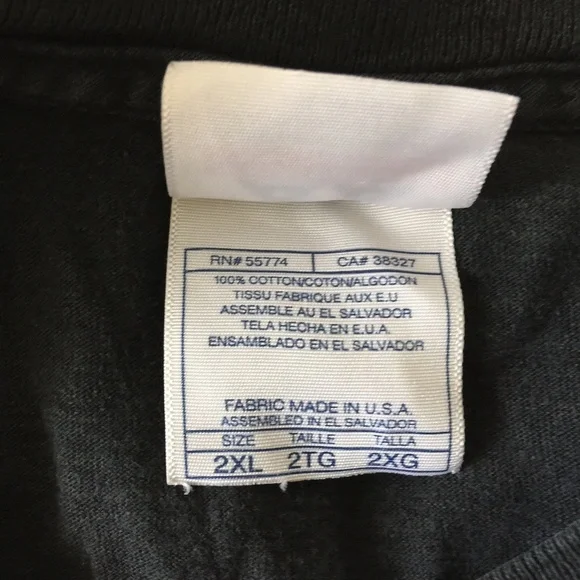 RN# 55774 CA# 38327
100% COTTON/COTON/ALGODON
TISSU FABRIQUE AUX E.U
ASSEMBLE AU EL SALVADOR
TELA HECHA EN E.U.A.
ENSAMBLADO EN EL SALVADOR
FABRIC MADE IN U.S.A.
ASSEMBLED IN EL SALVADOR
SIZE TAILLE TALLA
2XL 2TG 2XG